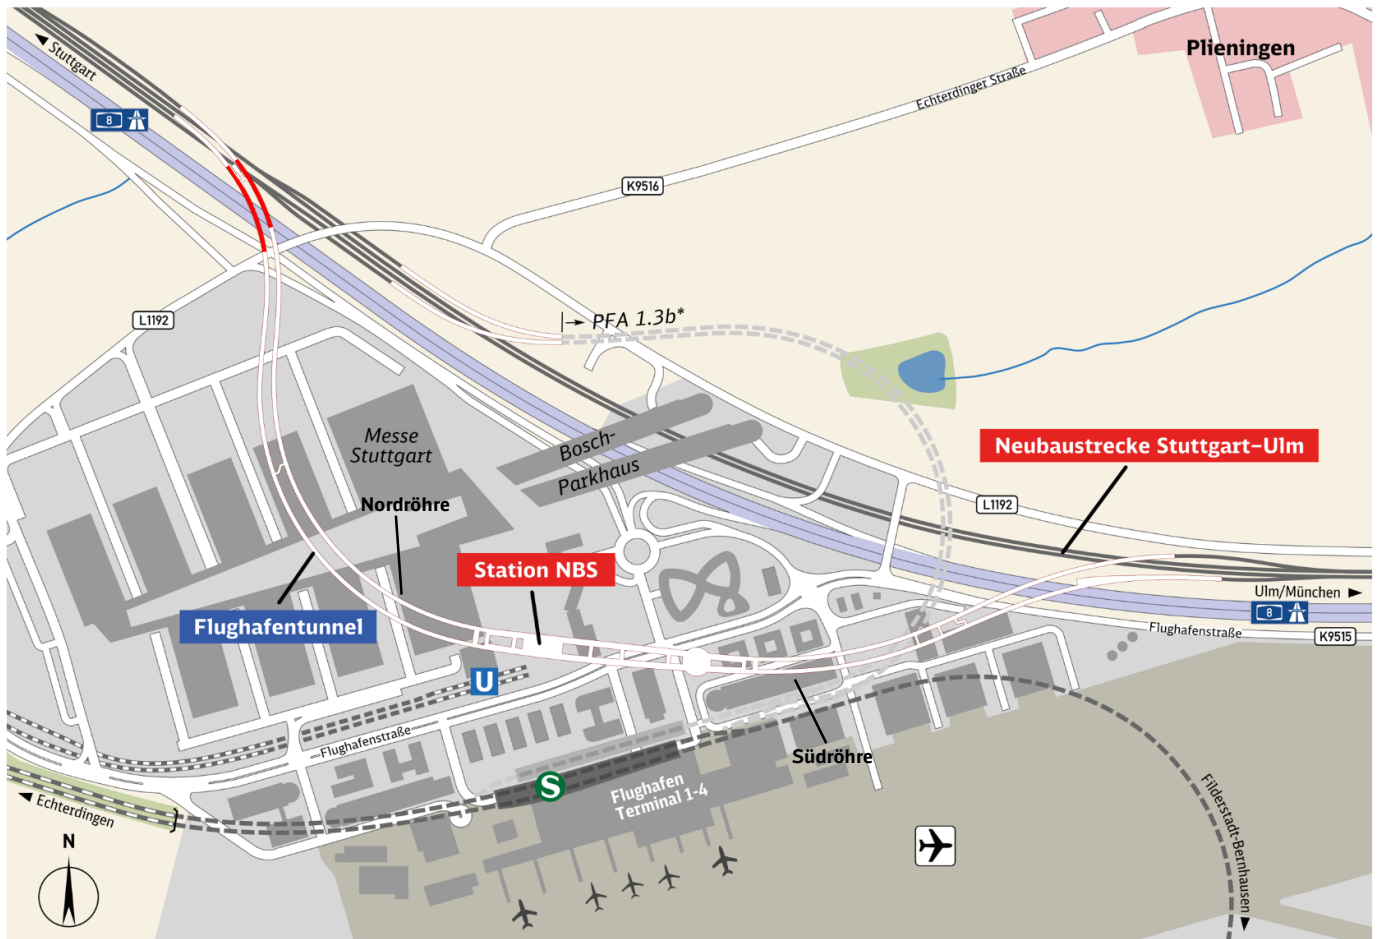 Stuttgart
8
Plieningen
Echterdinger Straße
K9516
L1192
PFA 1.3b*
Messe
Stuttgart
Bosch-
Parkhaus
Neubaustrecke Stuttgart–Ulm
Nordröhre
L1192
Station NBS
Ulm/München
8
Flughafentunnel
Flughafenstraße
K9515
U
Flughafenstraße
Südröhre
S
Flughafen
Terminal 1-4
Echterdingen
Filderstadt-Bernhausen
N